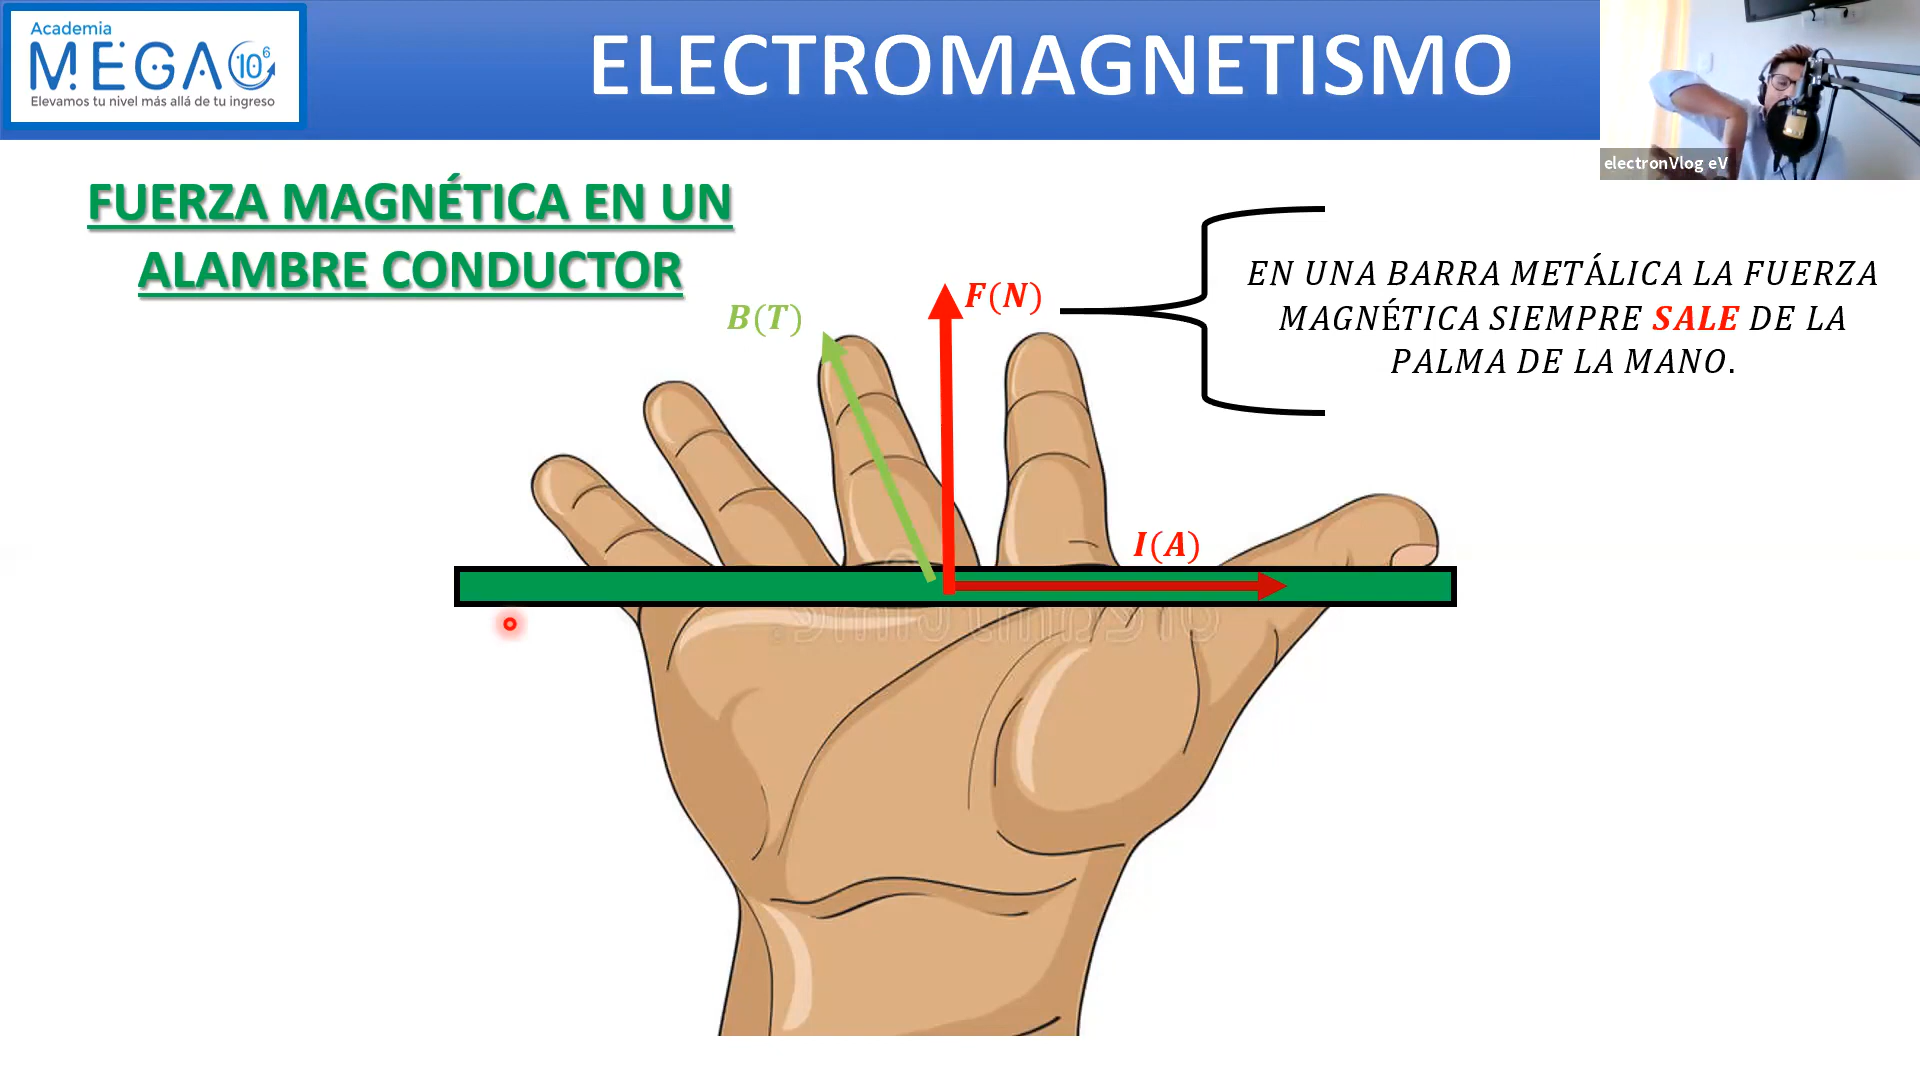 Academia
MEGA 10⁶
Elevamos tu nivel más allá de tu ingreso
ELECTROMAGNETISMO
electronVlog eV
FUERZA MAGNÉTICA EN UN
ALAMBRE CONDUCTOR
B(T)
F(N)
EN UNA BARRA METÁLICA LA FUERZA
MAGNÉTICA SIEMPRE SALE DE LA
PALMA DE LA MANO.
I(A)